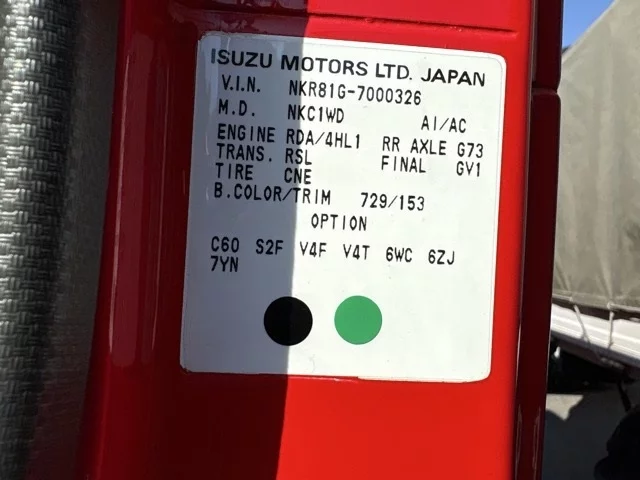 ISUZU MOTORS LTD. JAPAN
V.I.N. NKR81G-7000326
M.D. NKC1WD AI/AC
ENGINE RDA/4HL1 RR AXLE G73
TRANS. RSL FINAL GV1
TIRE CNE
B.COLOR/TRIM 729/153
OPTION
C60 S2F V4F V4T 6WC 6ZJ
7YN